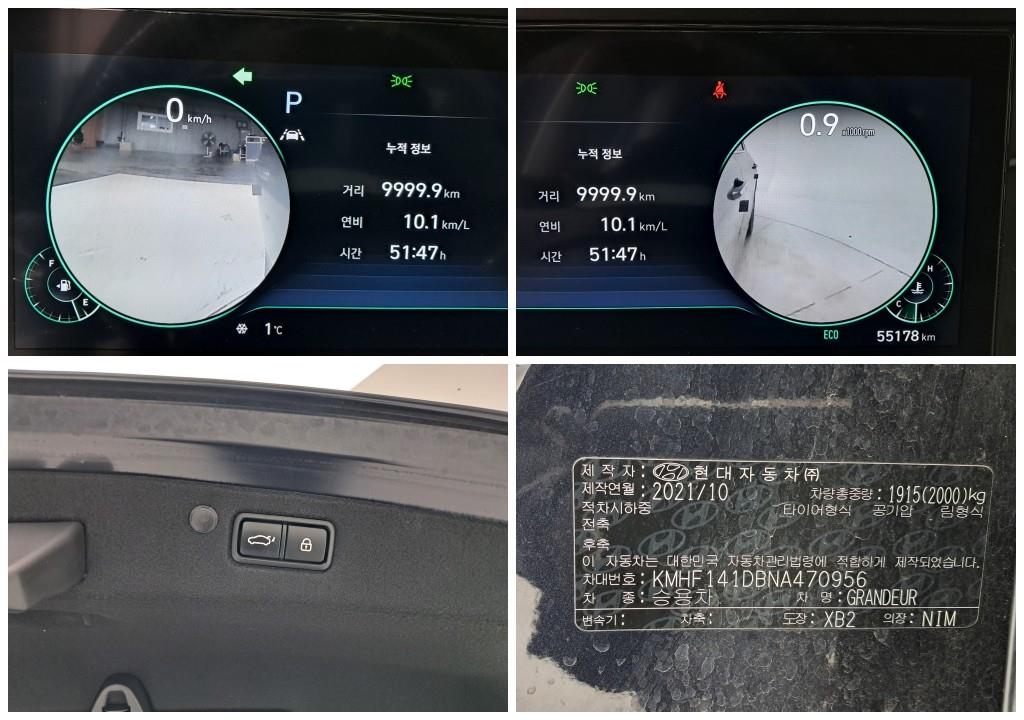 0 km/h
P
누적 정보
거리 9999.9 km
연비 10.1 km/L
시간 51:47 h
F
E
1℃
누적 정보
거리 9999.9 km
연비 10.1 km/L
시간 51:47 h
0.9 x1000rpm
H
C
ECO
55178 km
제 작 자 : 현 대 자 동 차 ㈜
제작연월 : 2021/10 차량총중량 : 1915(2000)kg
적차시하중 타이어형식 공기압 림형식
전축
후축
이 자동차는 대한민국 자동차관리법령에 적합하게 제작되었습니다.
차대번호 : KMHF141DBNA470956
차 종 : 승용차 차 명 : GRANDEUR
변속기 : 차축 : 도장 : XB2 의장 : NIM